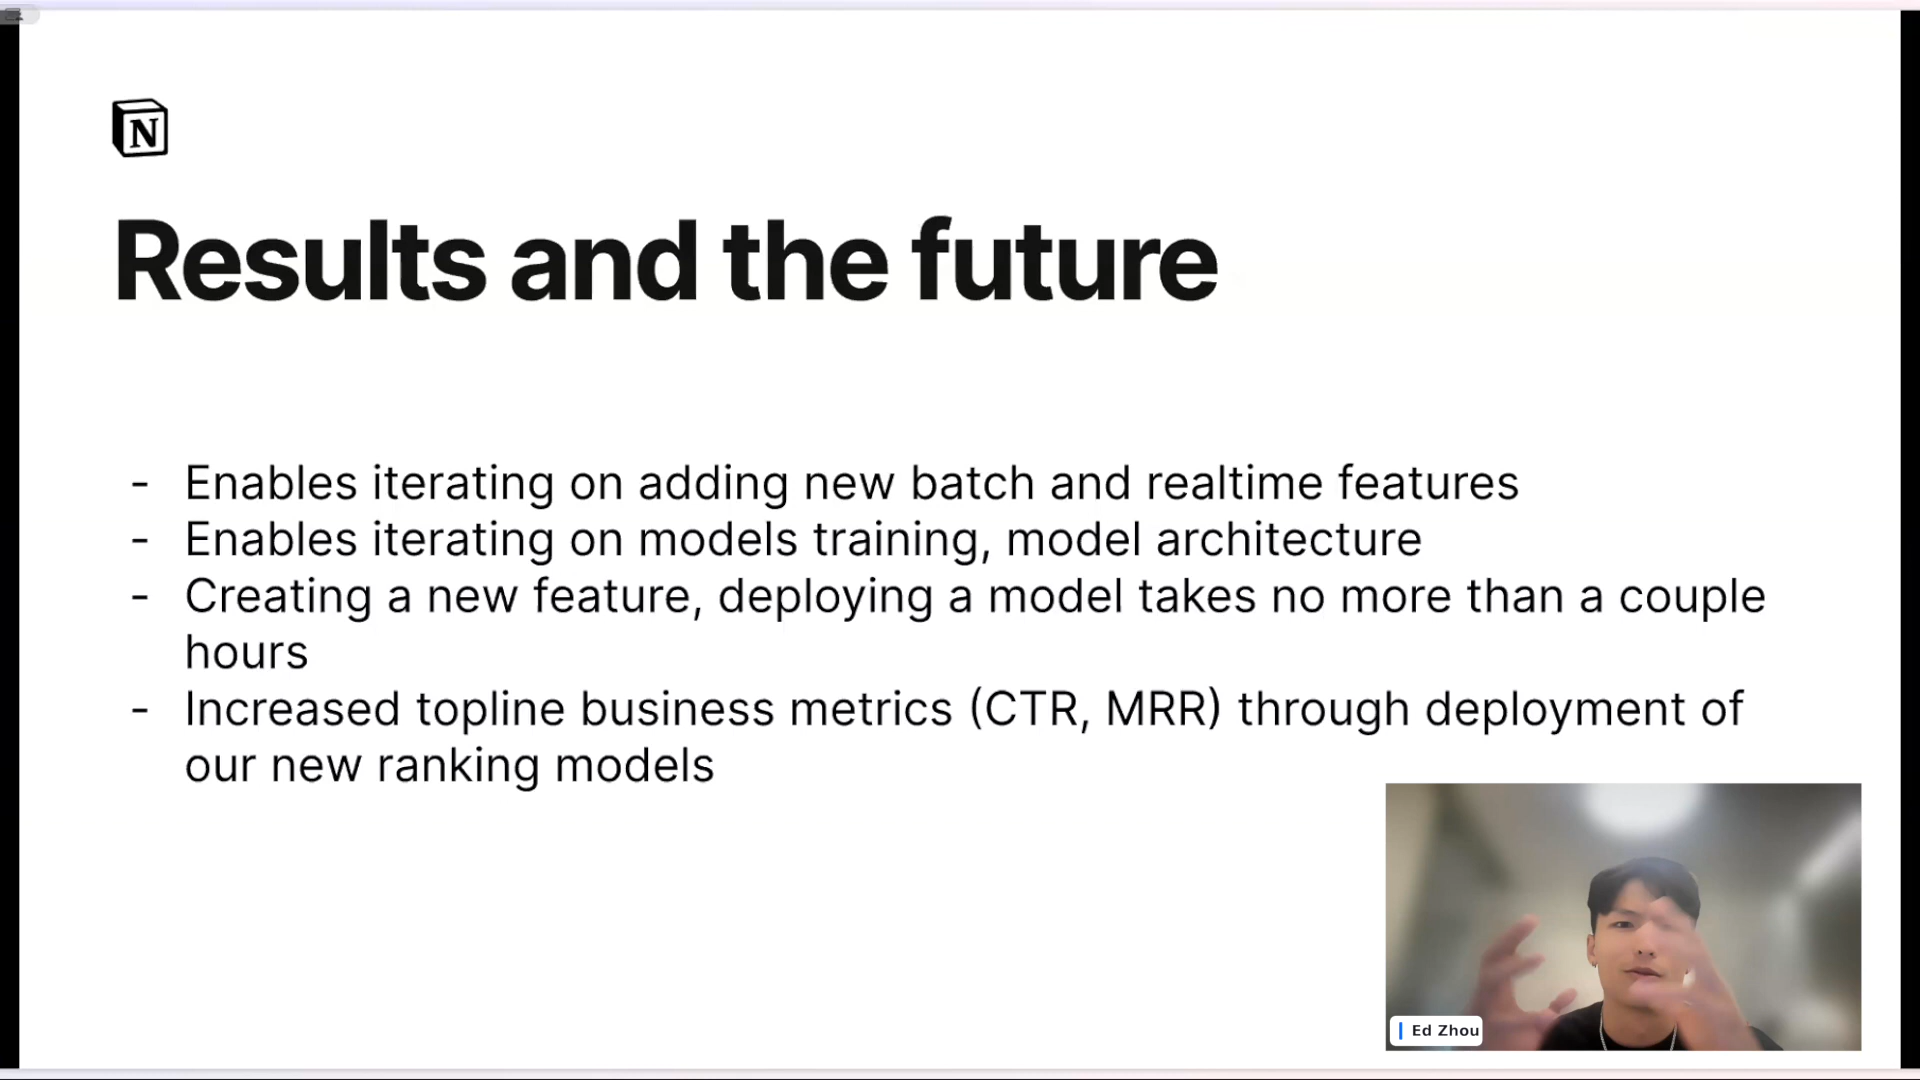 N
Results and the future
- Enables iterating on adding new batch and realtime features
- Enables iterating on models training, model architecture
- Creating a new feature, deploying a model takes no more than a couple
hours
- Increased topline business metrics (CTR, MRR) through deployment of
our new ranking models
Ed Zhou